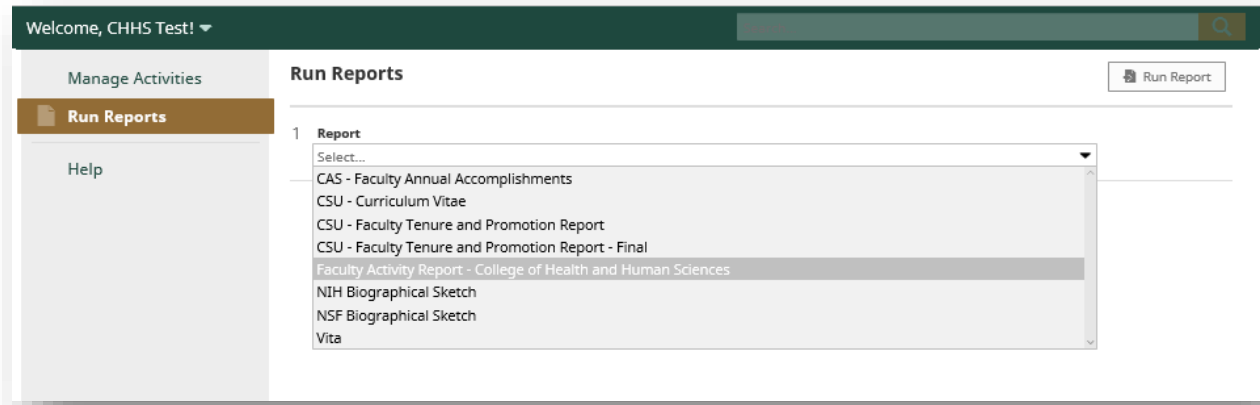 Welcome, CHHS Test!
Manage Activities
Run Reports
Help
Run Reports
Run Report
1 Report
Select...
CAS - Faculty Annual Accomplishments
CSU - Curriculum Vitae
CSU - Faculty Tenure and Promotion Report
CSU - Faculty Tenure and Promotion Report - Final
Faculty Activity Report - College of Health and Human Sciences
NIH Biographical Sketch
NSF Biographical Sketch
Vita